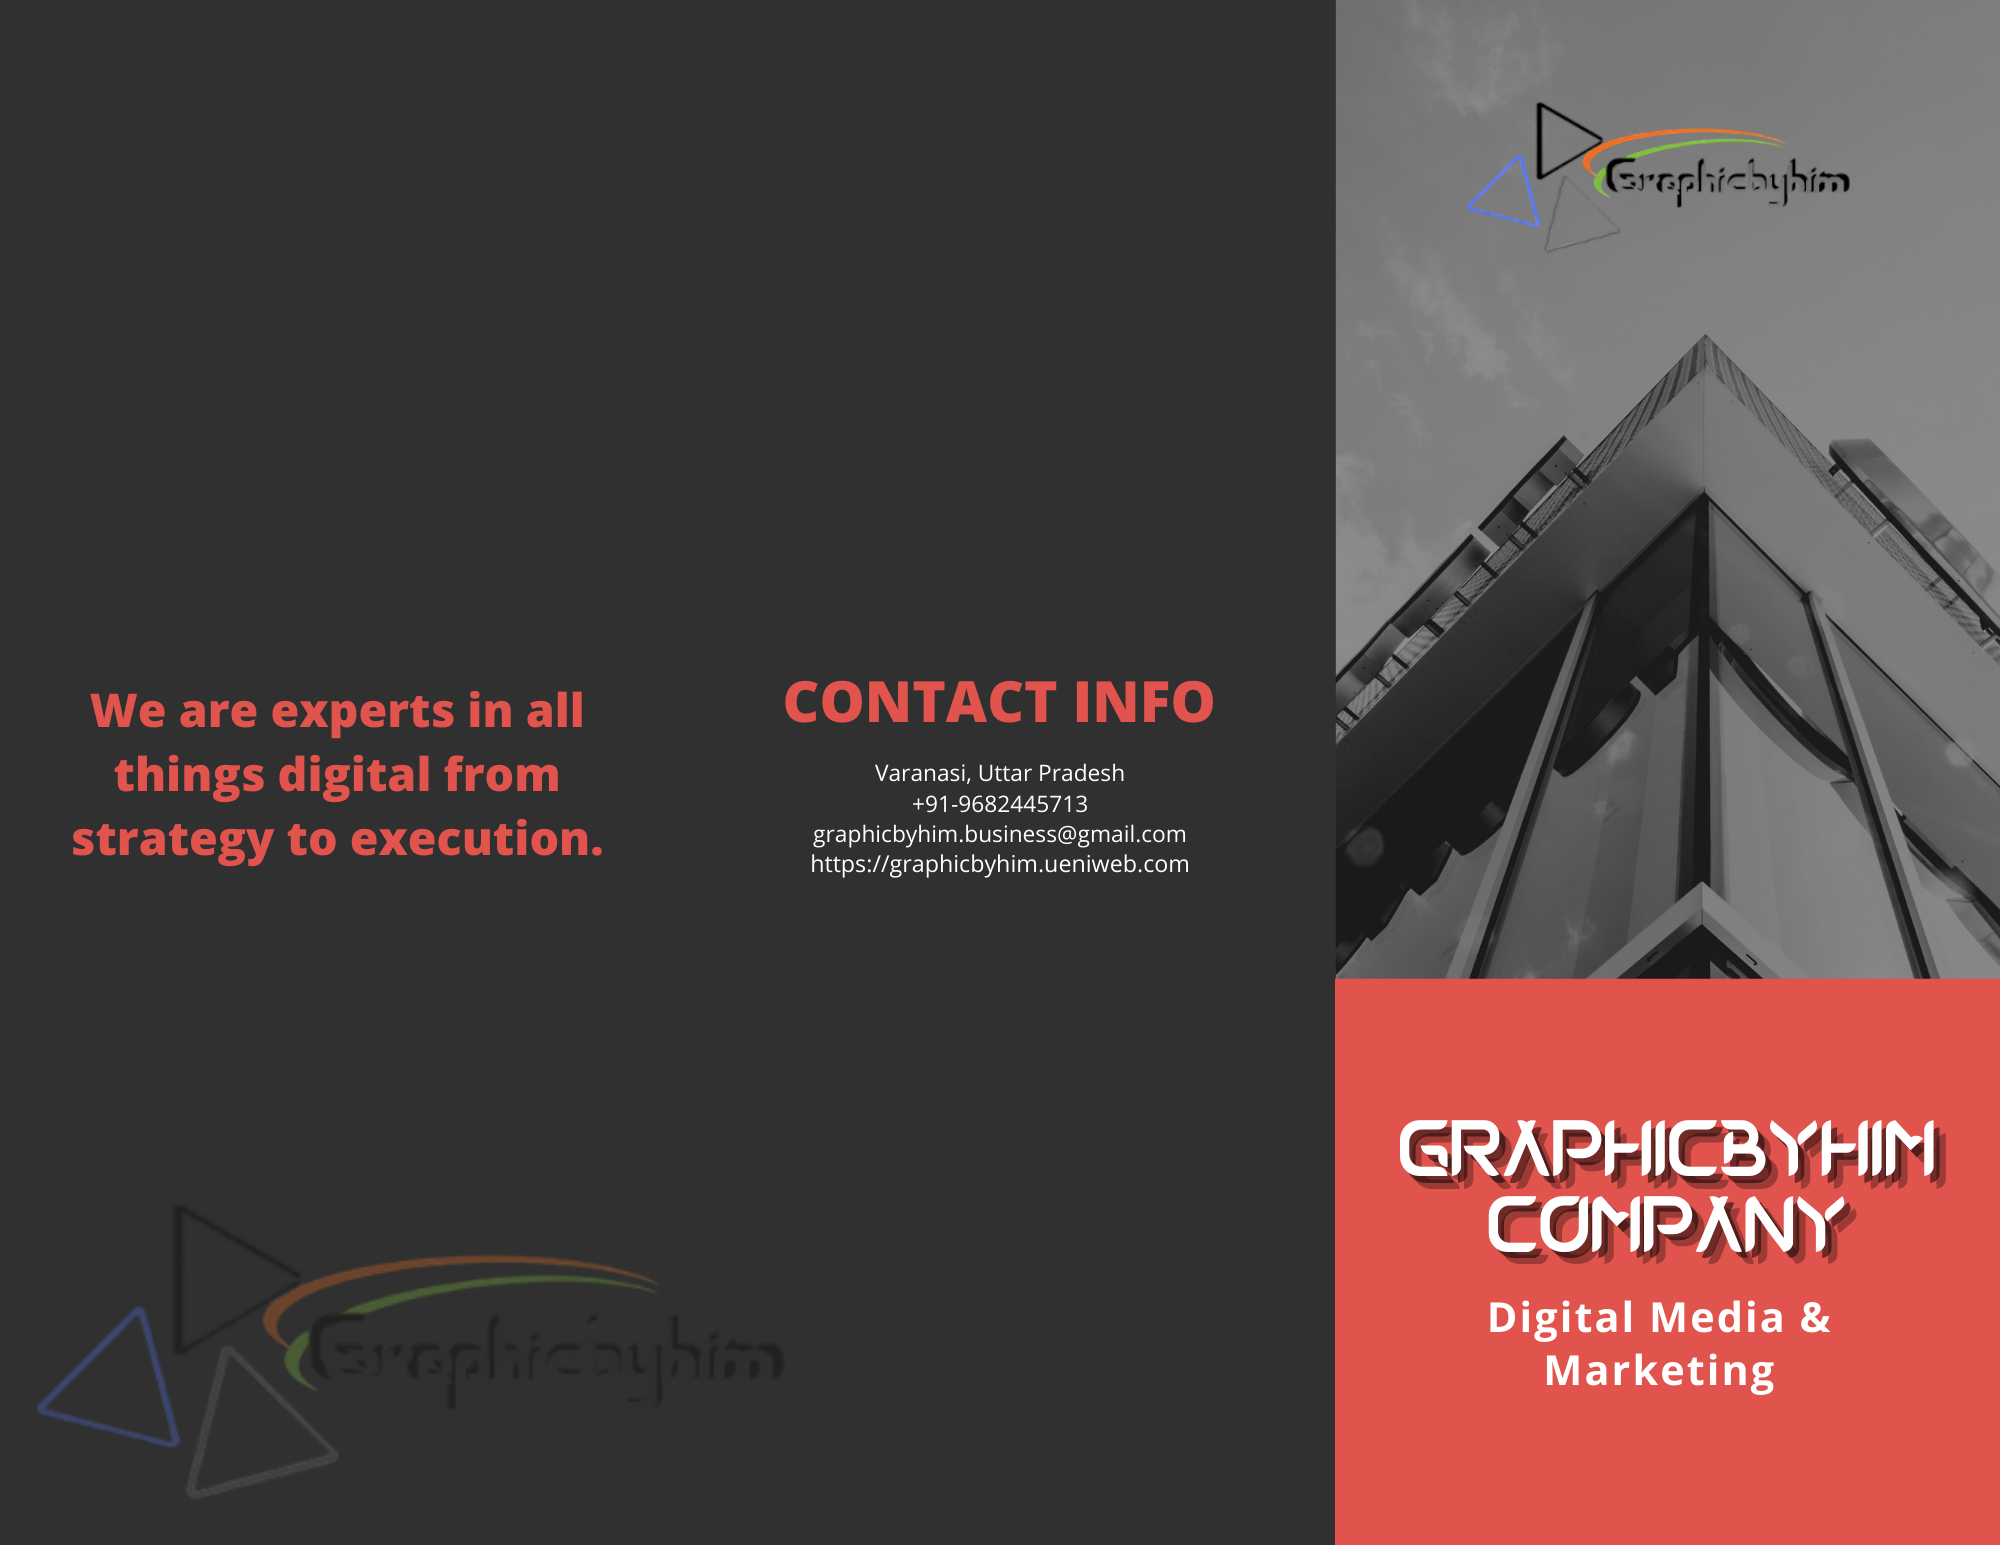 We are experts in all
things digital from
strategy to execution.
Graphicbyhim
CONTACT INFO
Varanasi, Uttar Pradesh
+91-9682445713
graphicbyhim.business@gmail.com
https://graphicbyhim.ueniweb.com
Graphicbyhim
GRAPHICBYHIM
COMPANY
Digital Media &
Marketing